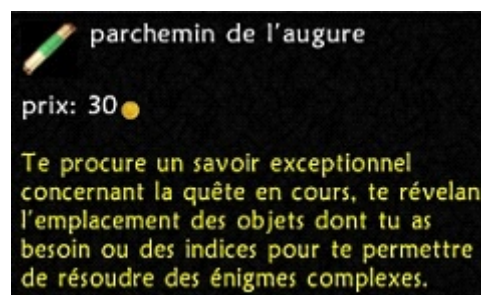 parchemin de l'augure
prix: 30
Te procure un savoir exceptionnel
concernant la quête en cours, te révelan
l'emplacement des objets dont tu as
besoin ou des indices pour te permettre
de résoudre des énigmes complexes.